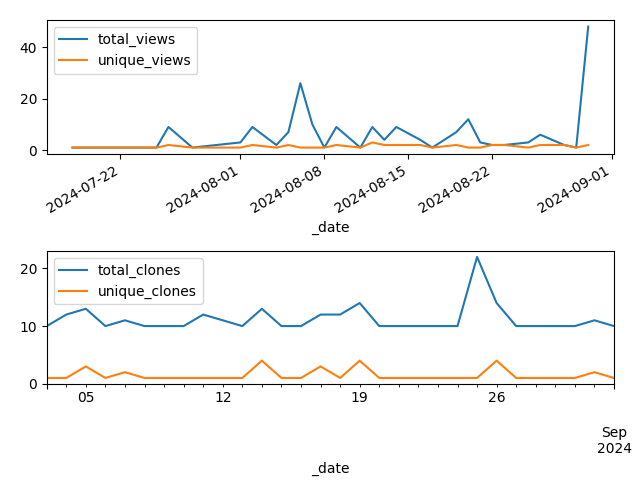 total_views
unique_views
40
20
0
2024-07-22
2024-08-01
2024-08-08
2024-08-15
2024-08-22
2024-09-01
_date
total_clones
unique_clones
20
10
0
05
12
19
26
Sep
2024
_date